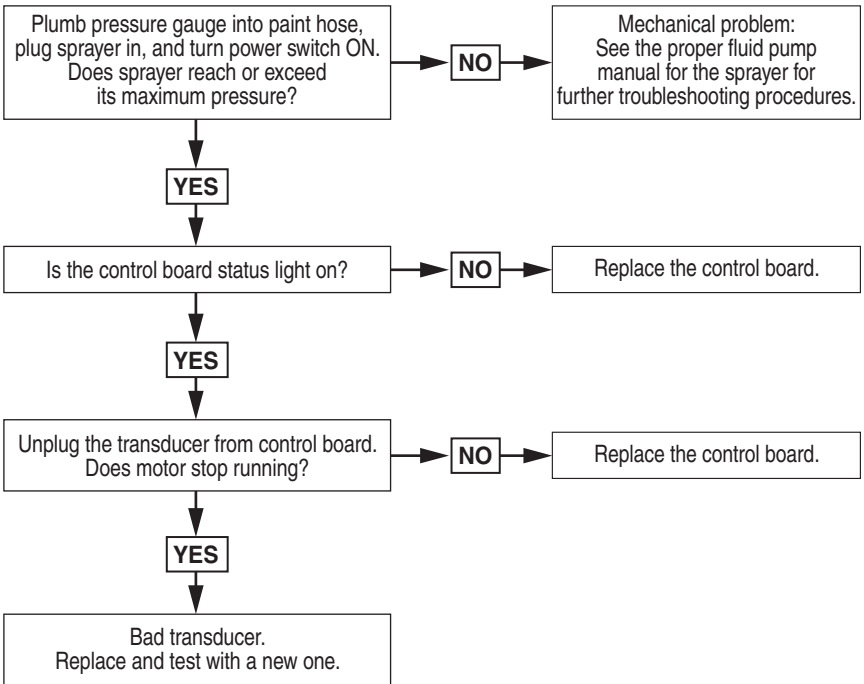 Plumb pressure gauge into paint hose,
plug sprayer in, and turn power switch ON.
Does sprayer reach or exceed
its maximum pressure?
NO
Mechanical problem:
See the proper fluid pump
manual for the sprayer for
further troubleshooting procedures.
YES
Is the control board status light on?
NO
Replace the control board.
YES
Unplug the transducer from control board.
Does motor stop running?
NO
Replace the control board.
YES
Bad transducer.
Replace and test with a new one.